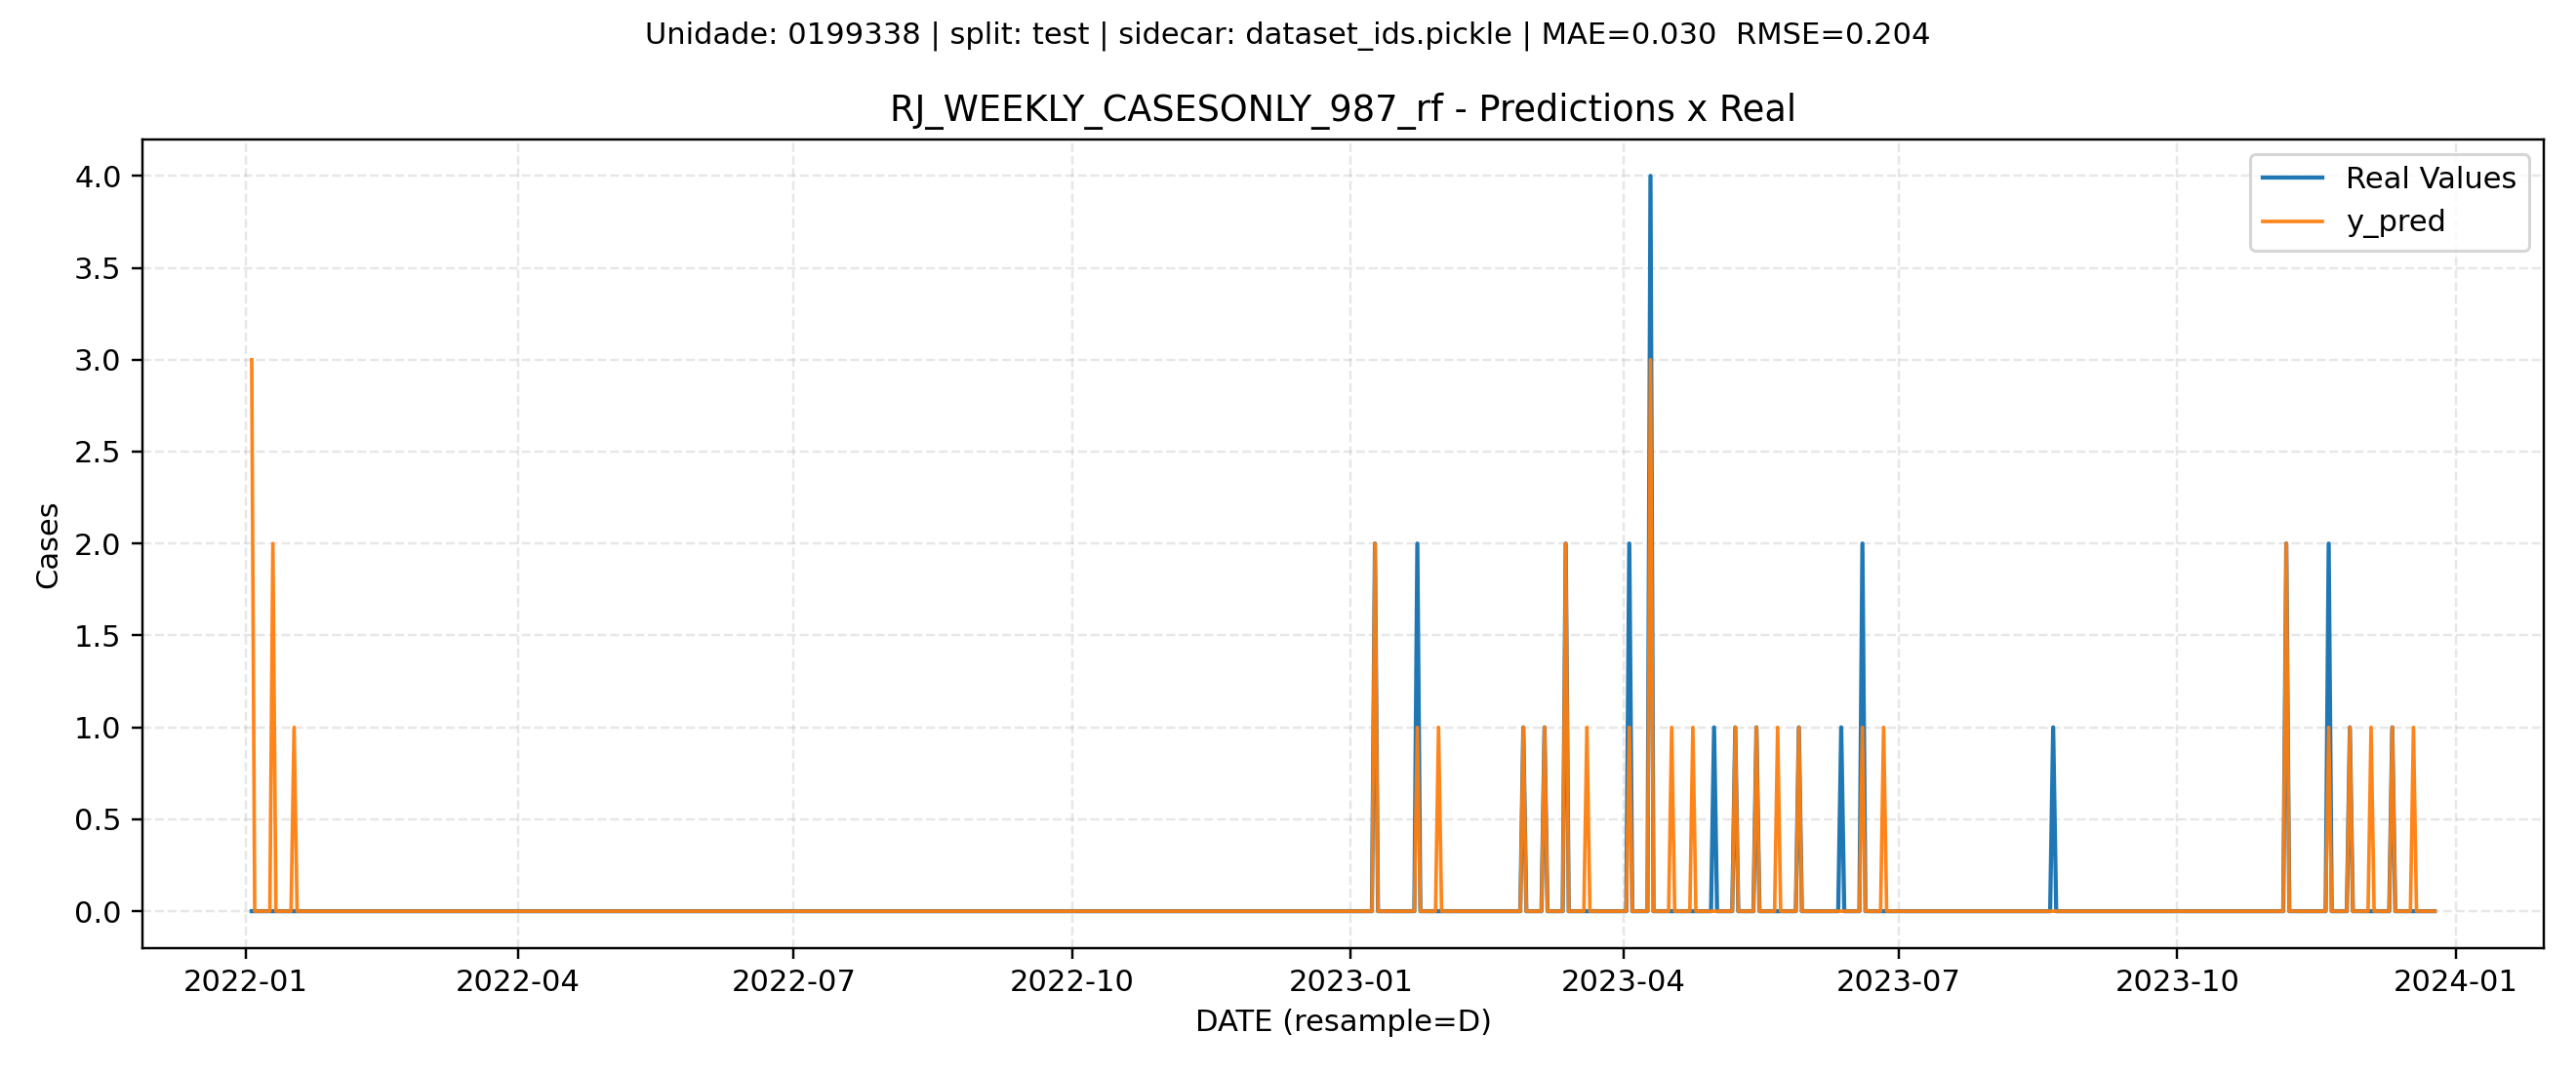 Unidade: 0199338 | split: test | sidecar: dataset_ids.pickle | MAE=0.030  RMSE=0.204
RJ_WEEKLY_CASESONLY_987_rf - Predictions x Real
Real Values
y_pred
Cases
4.0
3.5
3.0
2.5
2.0
1.5
1.0
0.5
0.0
2022-01 2022-04 2022-07 2022-10 2023-01 2023-04 2023-07 2023-10 2024-01
DATE (resample=D)